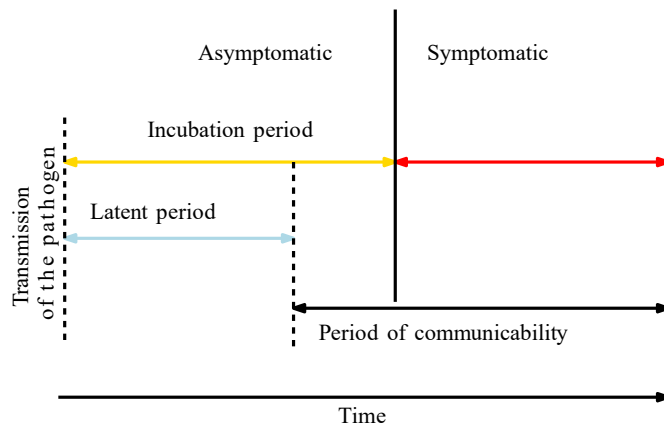 Asymptomatic
Symptomatic
Incubation period
Latent period
Transmission
of the pathogen
Period of communicability
Time